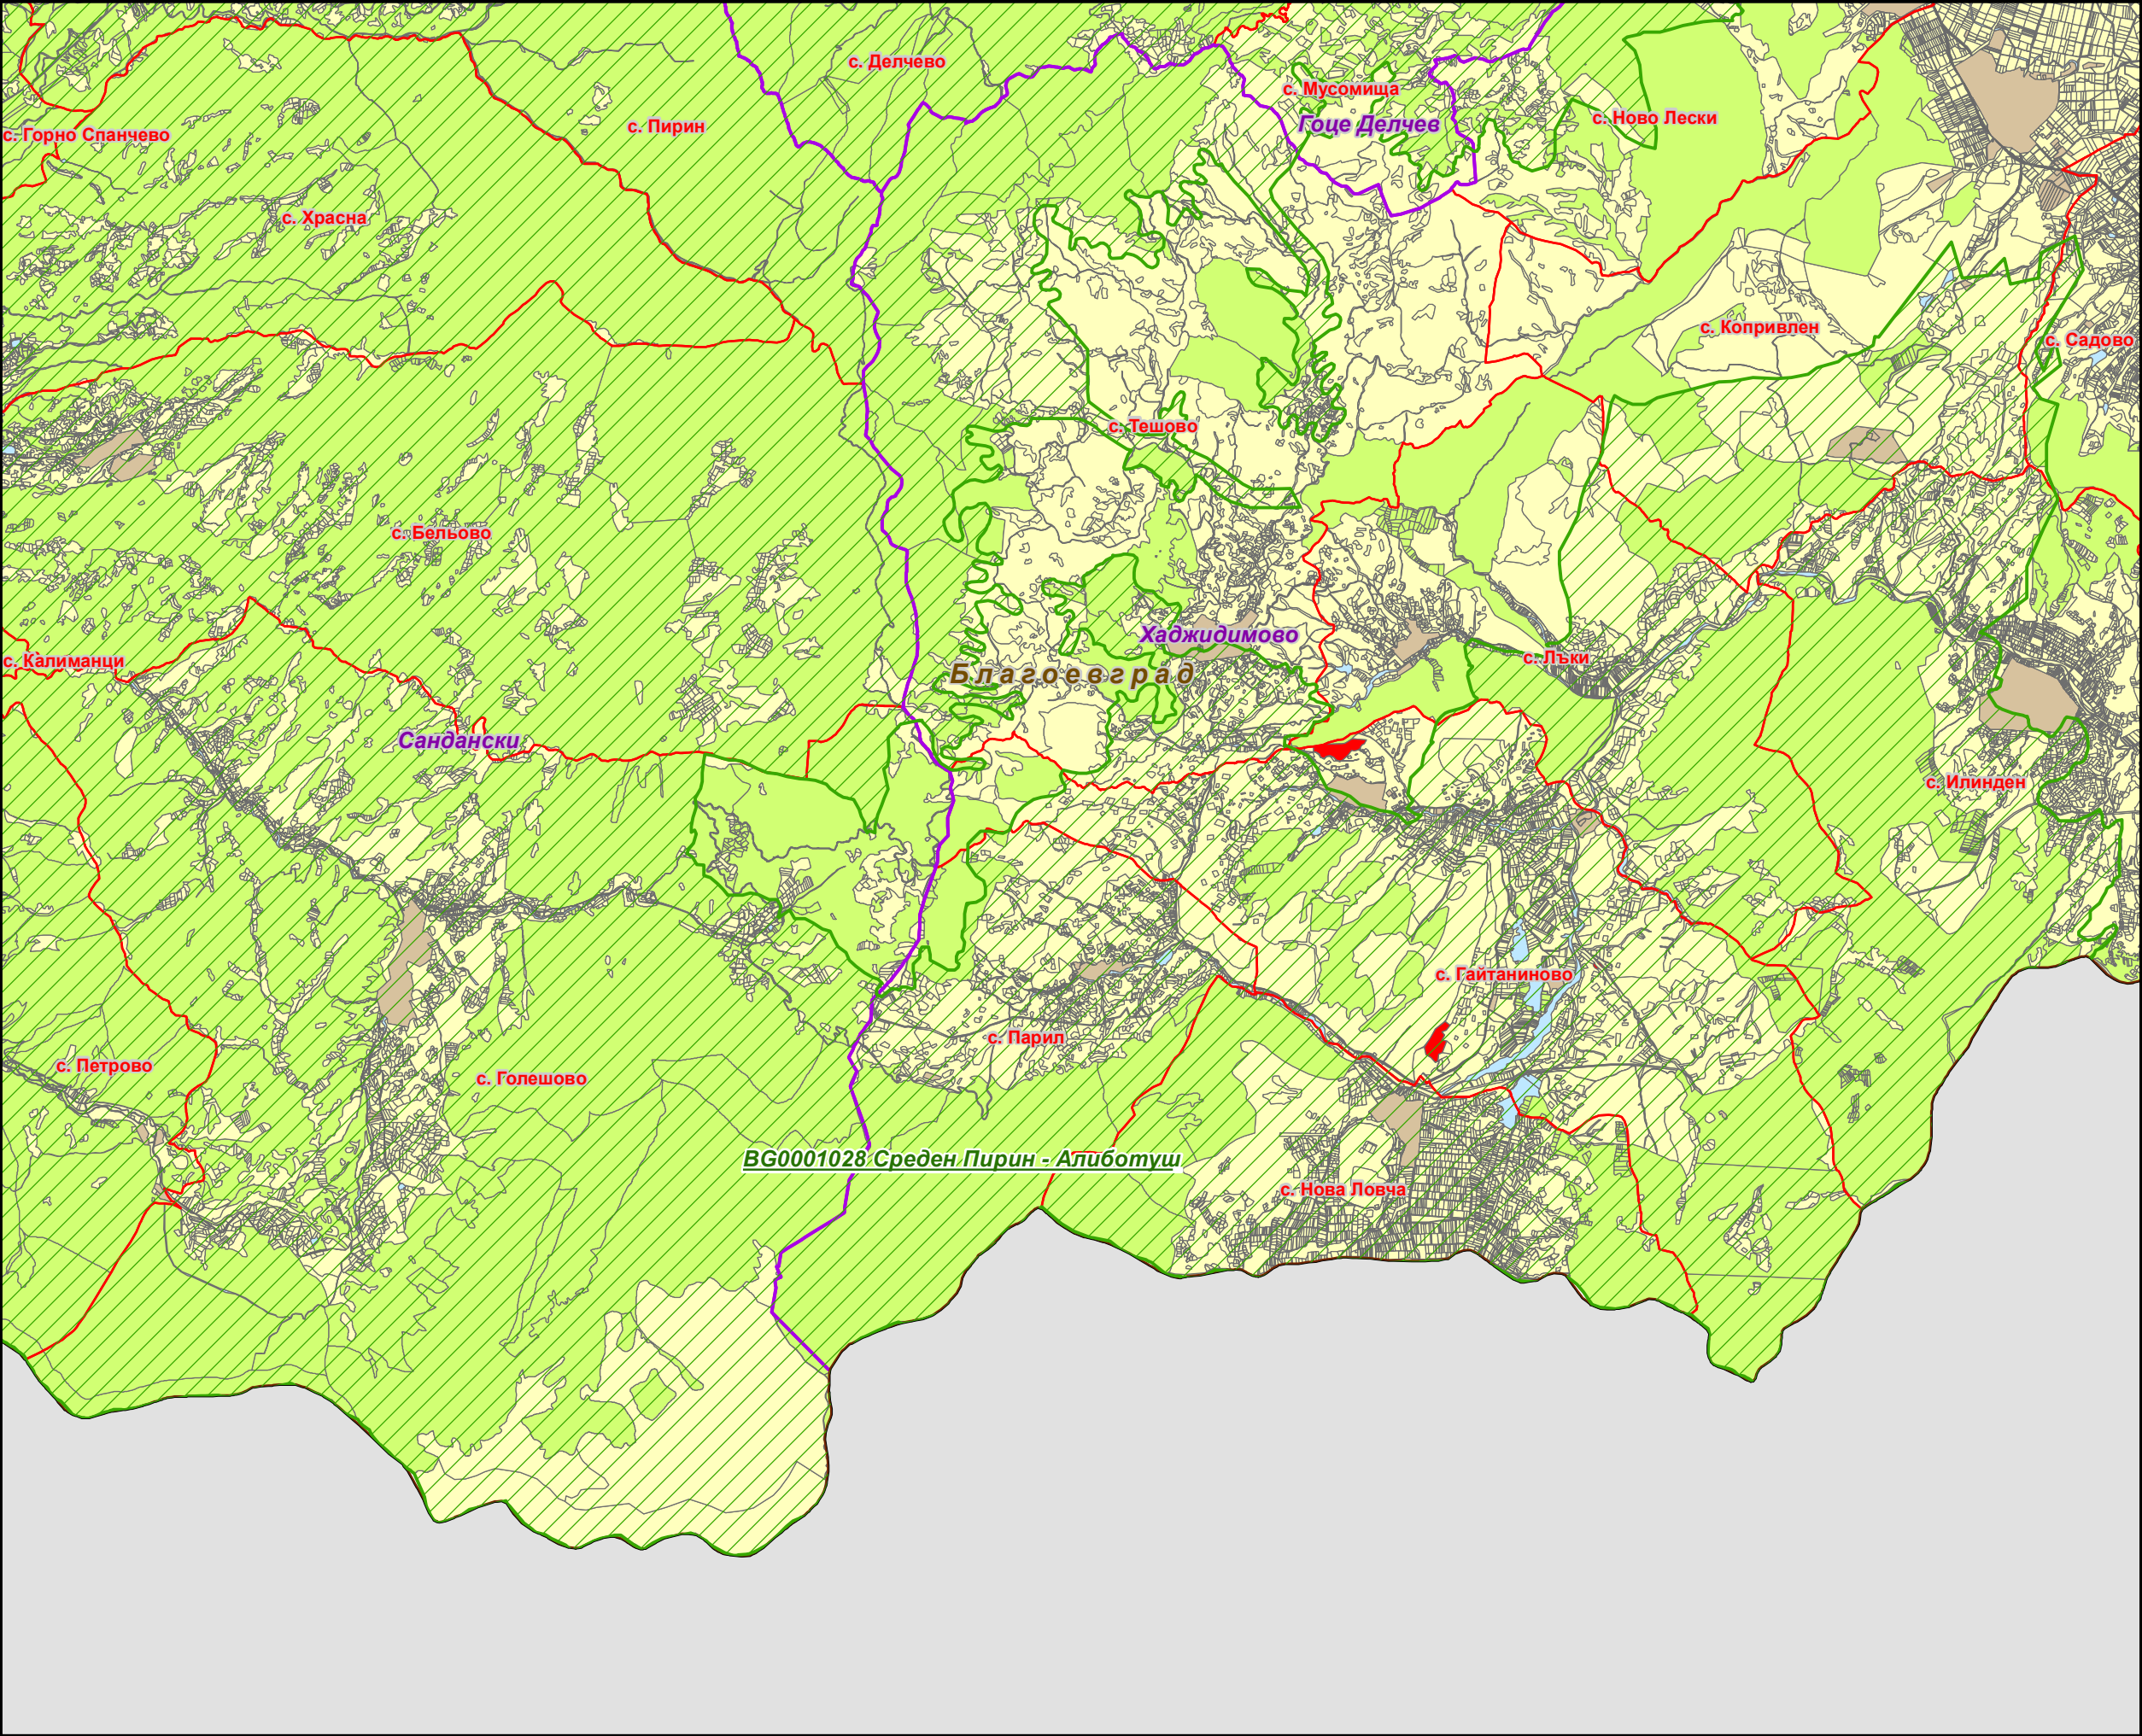 с. Делчево
с. Мусомища
с. Ново Лески
Гоце Делчев
с. Пирин
с. Горно Спанчево
с. Храсна
с. Копривлен
с. Садово
с. Тешово
с. Бельово
Хаджидимово
с. Лъки
с. Калиманци
Благоевград
Сандански
с. Илинден
с. Гайтаниново
с. Парил
с. Петрово
с. Голешово
BG0001028 Среден Пирин - Алиботуш
с. Нова Ловча